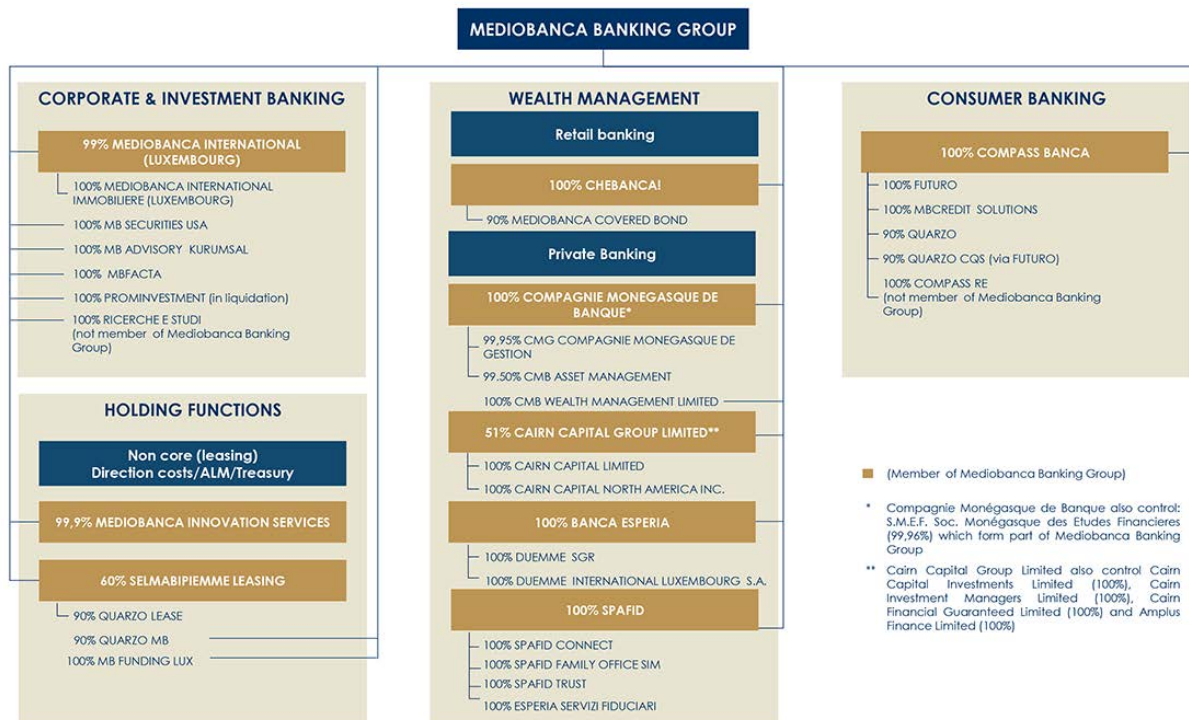 MEDIOBANCA BANKING GROUP
CORPORATE & INVESTMENT BANKING
99% MEDIOBANCA INTERNATIONAL
(LUXEMBOURG)
100% MEDIOBANCA INTERNATIONAL
IMMOBILIERE (LUXEMBOURG)
100% MB SECURITIES USA
100% MB ADVISORY KURUMSAL
100% MBFACTA
100% PROMINVESTMENT (in liquidation)
100% RICERCHE E STUDI
(not member of Mediobanca Banking
Group)
HOLDING FUNCTIONS
Non core (leasing)
Direction costs/ALM/Treasury
99,9% MEDIOBANCA INNOVATION SERVICES
60% SELMABIPIEMME LEASING
90% QUARZO LEASE
90% QUARZO MB
100% MB FUNDING LUX
WEALTH MANAGEMENT
Retail banking
100% CHEBANCA!
90% MEDIOBANCA COVERED BOND
Private Banking
100% COMPAGNIE MONEGASQUE DE
BANQUE*
99,95% CMG COMPAGNIE MONEGASQUE DE
GESTION
99.50% CMB ASSET MANAGEMENT
100% CMB WEALTH MANAGEMENT LIMITED
51% CAIRN CAPITAL GROUP LIMITED**
100% CAIRN CAPITAL LIMITED
100% CAIRN CAPITAL NORTH AMERICA INC.
100% BANCA ESPERIA
100% DUEMME SGR
100% DUEMME INTERNATIONAL LUXEMBOURG S.A.
100% SPAFID
100% SPAFID CONNECT
100% SPAFID FAMILY OFFICE SIM
100% SPAFID TRUST
100% ESPERIA SERVIZI FIDUCIARI
CONSUMER BANKING
100% COMPASS BANCA
100% FUTURO
100% MBCREDIT SOLUTIONS
90% QUARZO
90% QUARZO CQS (via FUTURO)
100% COMPASS RE
(not member of Mediobanca Banking
Group)
(Member of Mediobanca Banking Group)
* Compagnie Monégasque de Banque also control:
S.M.E.F. Soc. Monégasque des Etudes Financieres
(99,96%) which form part of Mediobanca Banking
Group
** Cairn Capital Group Limited also control Cairn
Capital Investments Limited (100%), Cairn
Investment Managers Limited (100%), Cairn
Financial Guaranteed Limited (100%) and Amplus
Finance Limited (100%)